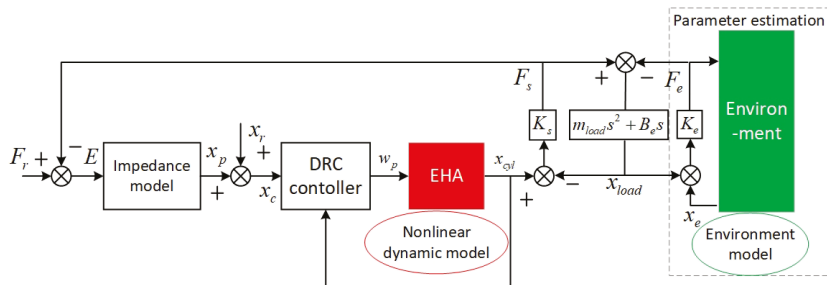 Parameter estimation
F_s
+
−
F_e
K_s
m_load s² + B_e s
K_e
Environ
-ment
F_r
+
−
E
Impedance
model
x_p
+
x_r
+
x_c
DRC
contoller
w_p
EHA
x_cyl
+
−
x_load
x_e
Nonlinear
dynamic model
Environment
model